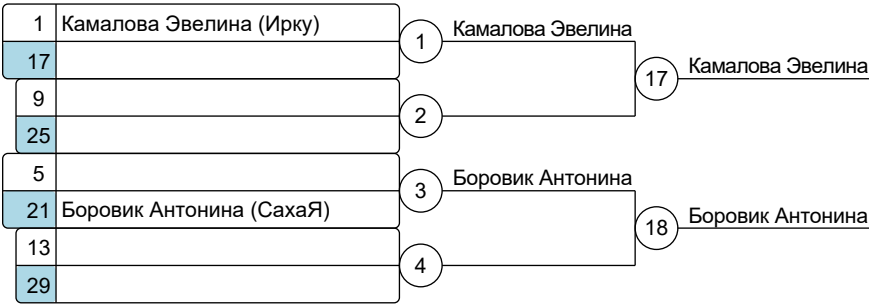 1 Камалова Эвелина (Ирку)
1 Камалова Эвелина
17
17 Камалова Эвелина
9
2
25
5
3 Боровик Антонина
21 Боровик Антонина (СахаЯ)
18 Боровик Антонина
13
4
29